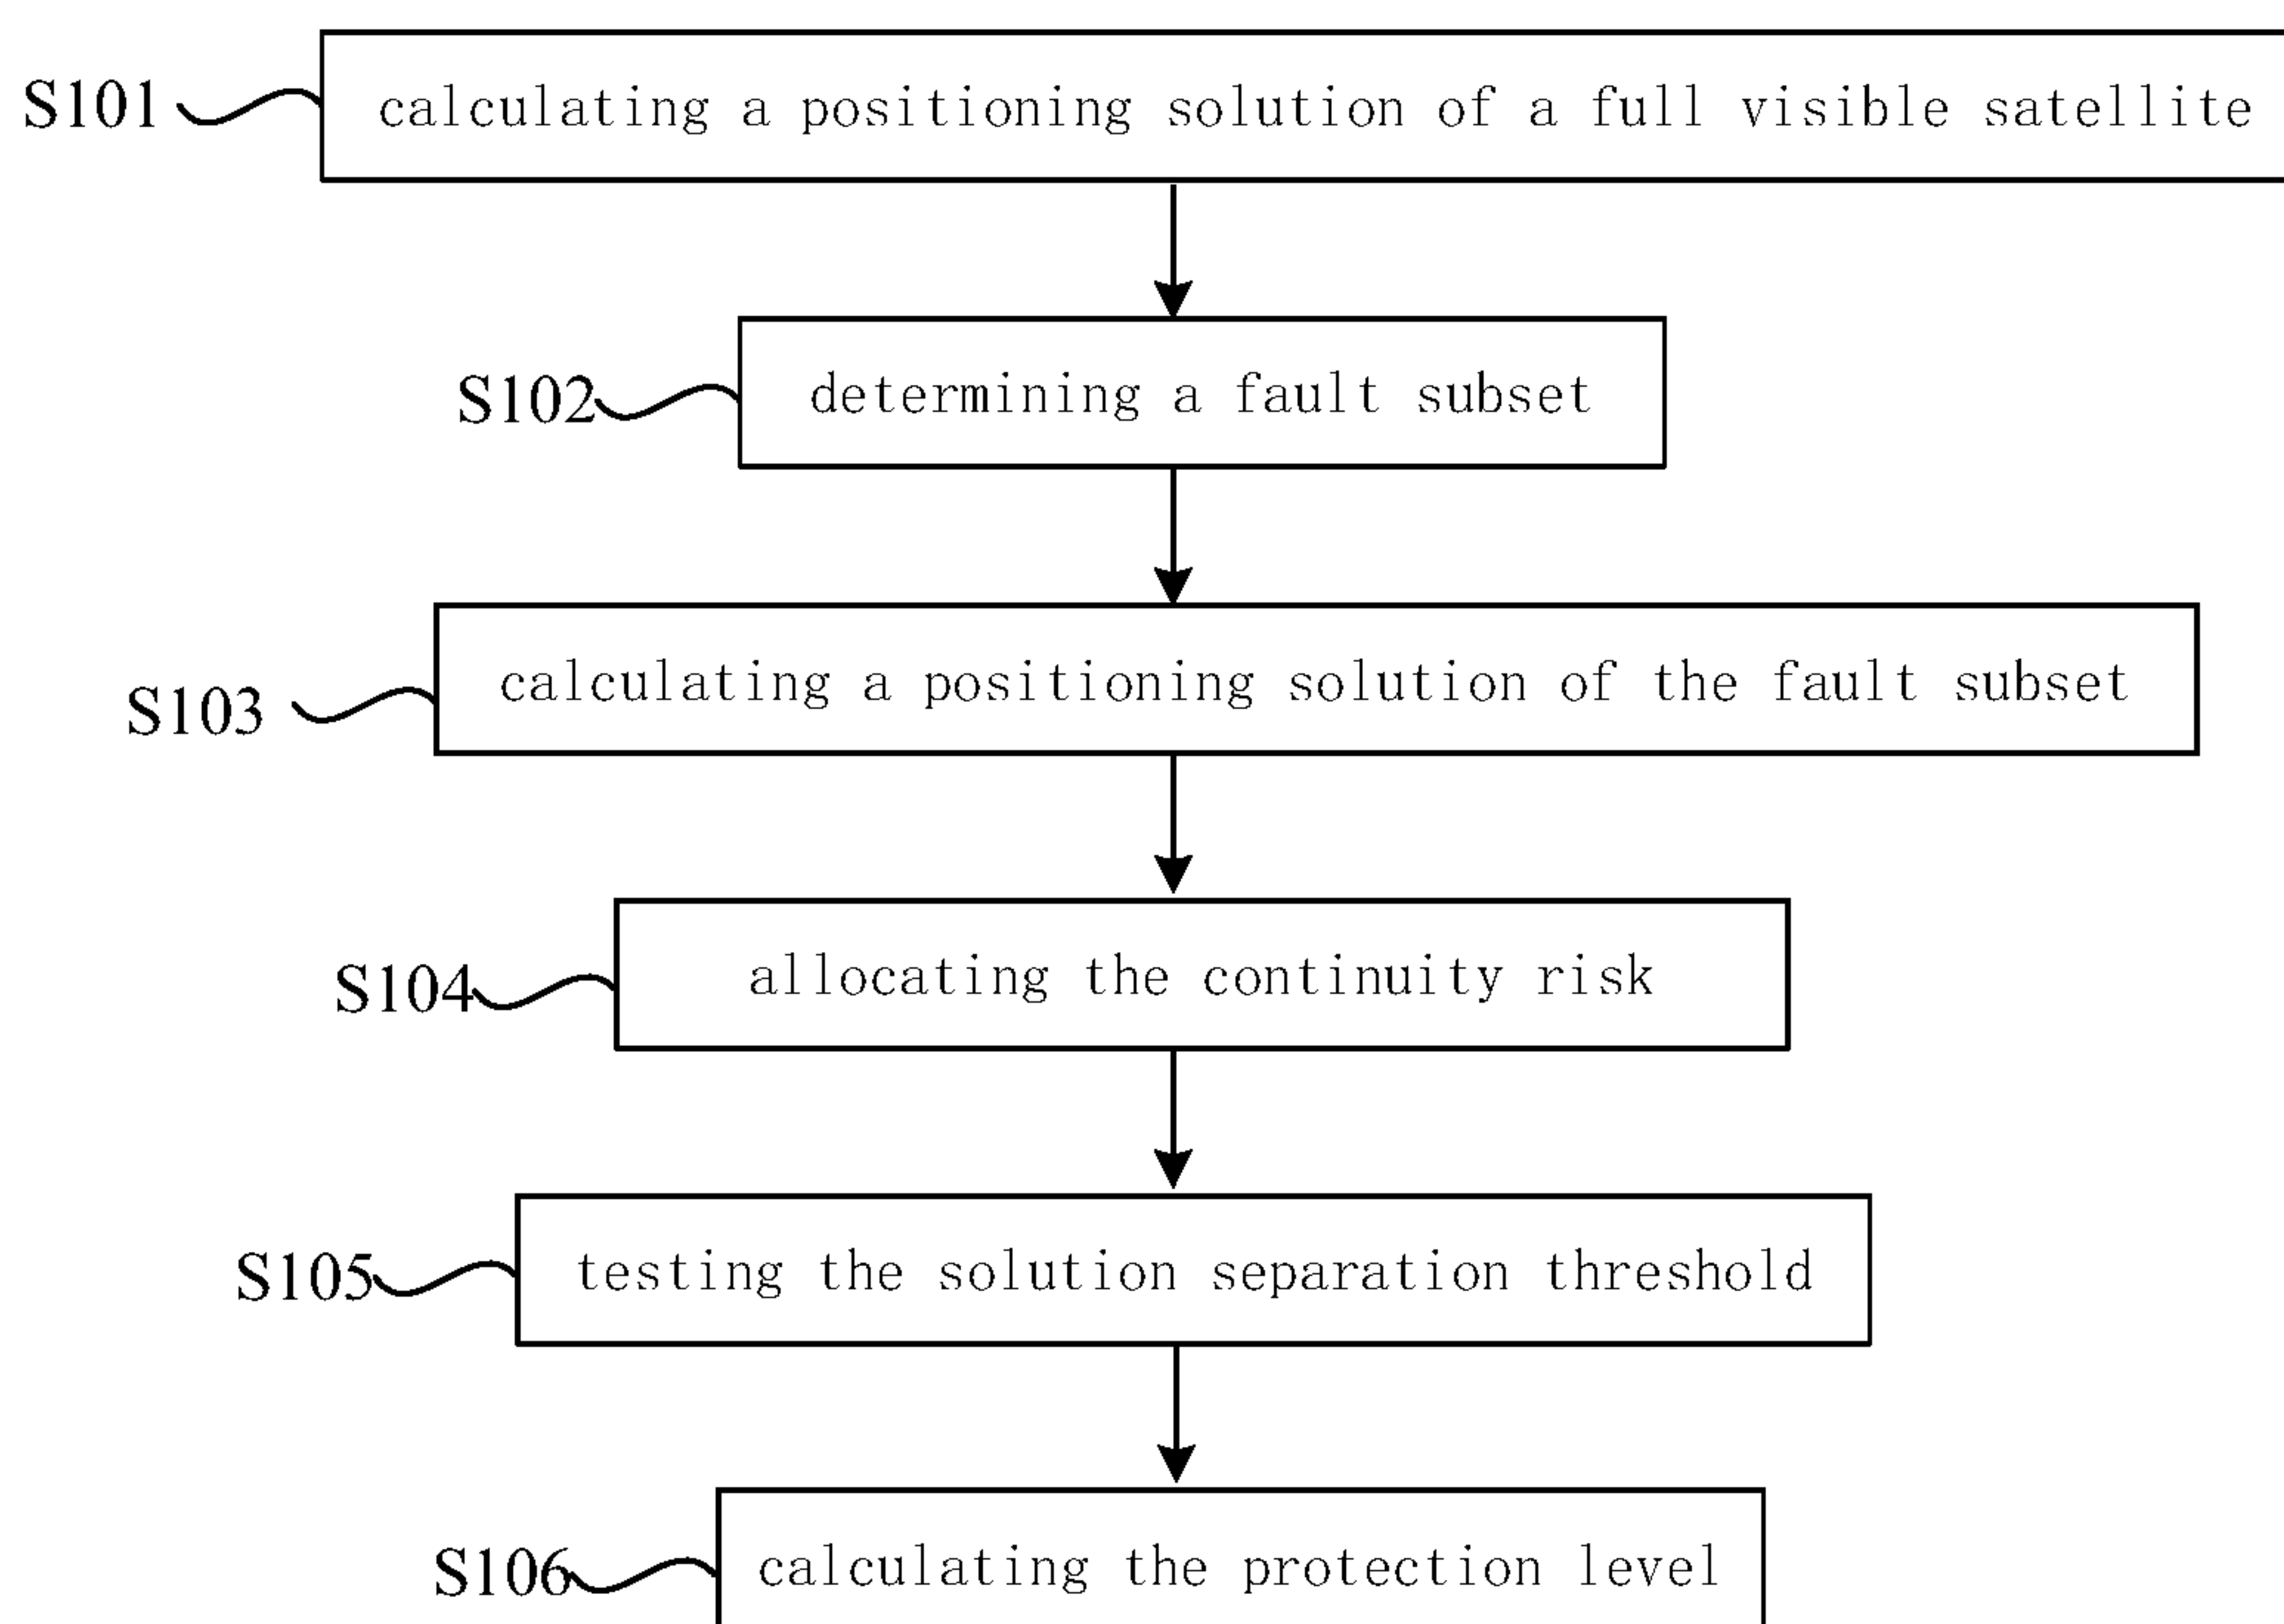 S101 calculating a positioning solution of a full visible satellite
S102 determining a fault subset
S103 calculating a positioning solution of the fault subset
S104 allocating the continuity risk
S105 testing the solution separation threshold
S106 calculating the protection level